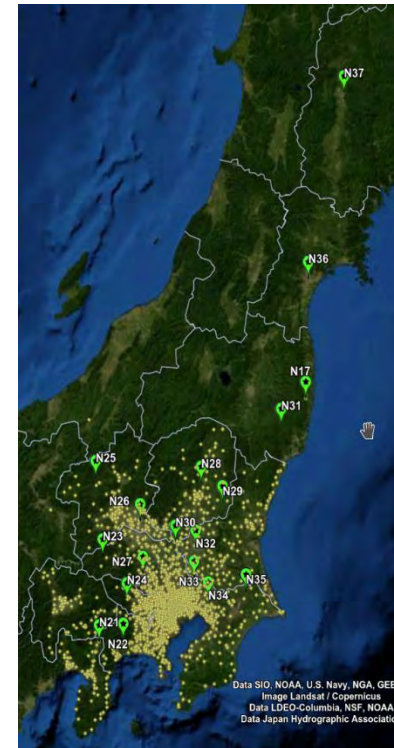 N37
N36
N17
N31
N25
N28
N29
N26
N30
N23
N32
N27
N33
N35
N24
N34
N21
N22
Data SIO, NOAA, U.S. Navy, NGA, GEB
Image Landsat / Copernicus
Data LDEO-Columbia, NSF, NOAA
Data Japan Hydrographic Associatio